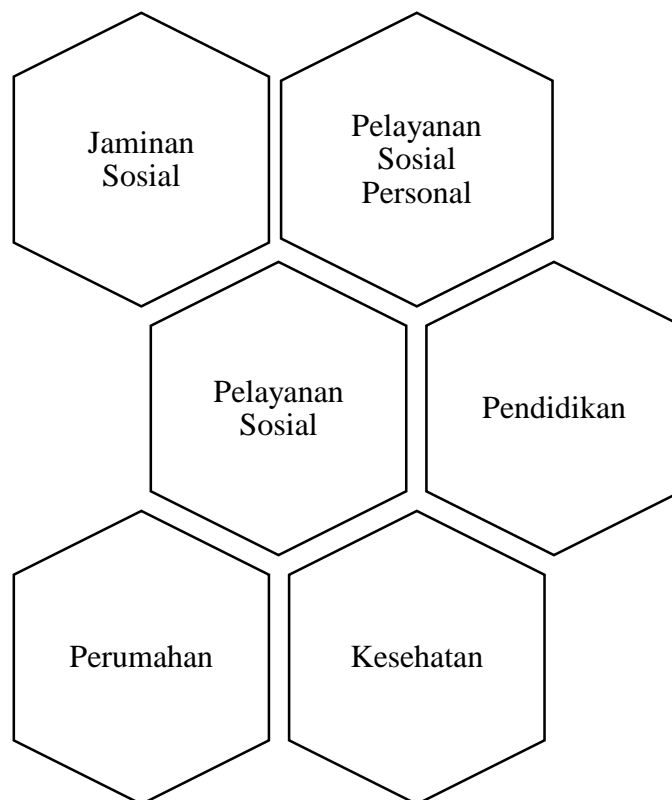 Jaminan
Sosial
Pelayanan
Sosial
Personal
Pelayanan
Sosial
Pendidikan
Perumahan
Kesehatan